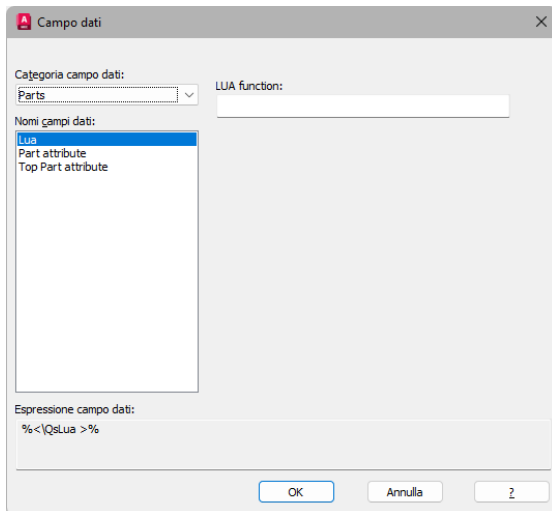 Campo dati
Categoria campo dati:
Parts
LUA function:
Nomi campi dati:
Lua
Part attribute
Top Part attribute
Espressione campo dati:
%<\QsLua >%
OK
Annulla
?